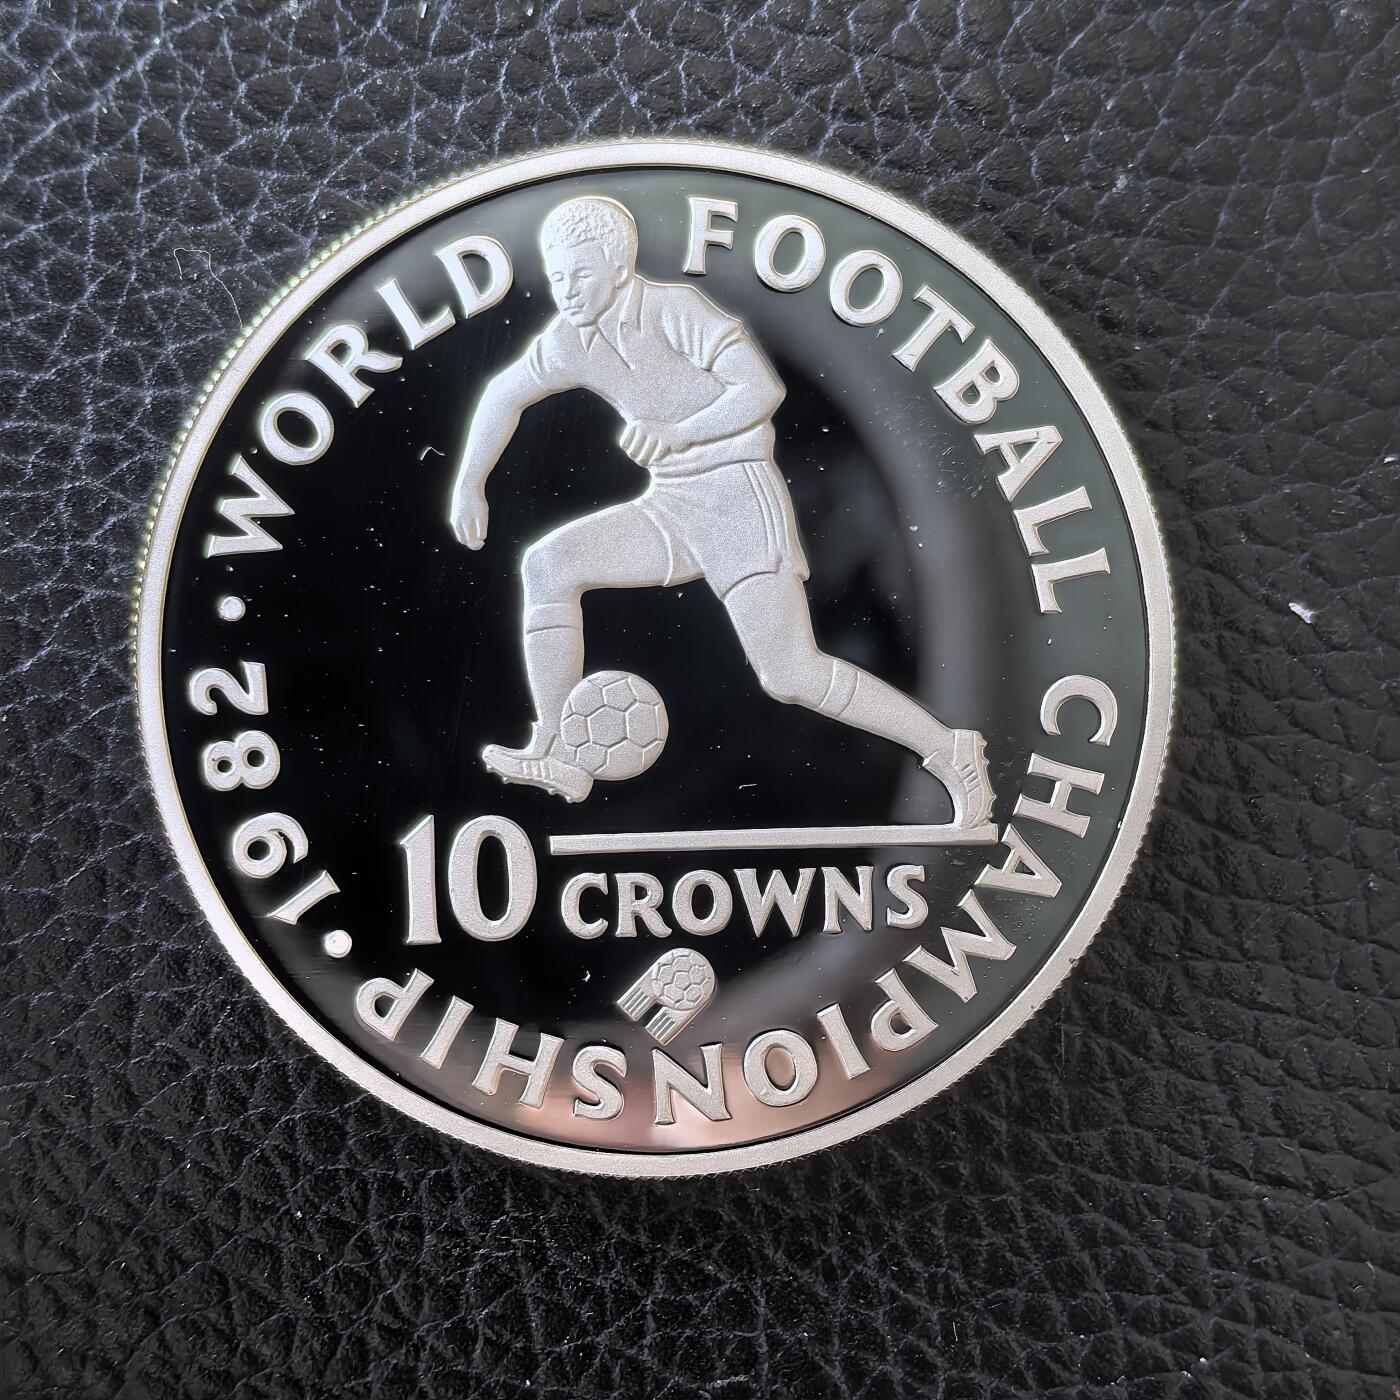 · WORLD FOOTBALL CHAMPIONSHIP · 1982
10 CROWNS